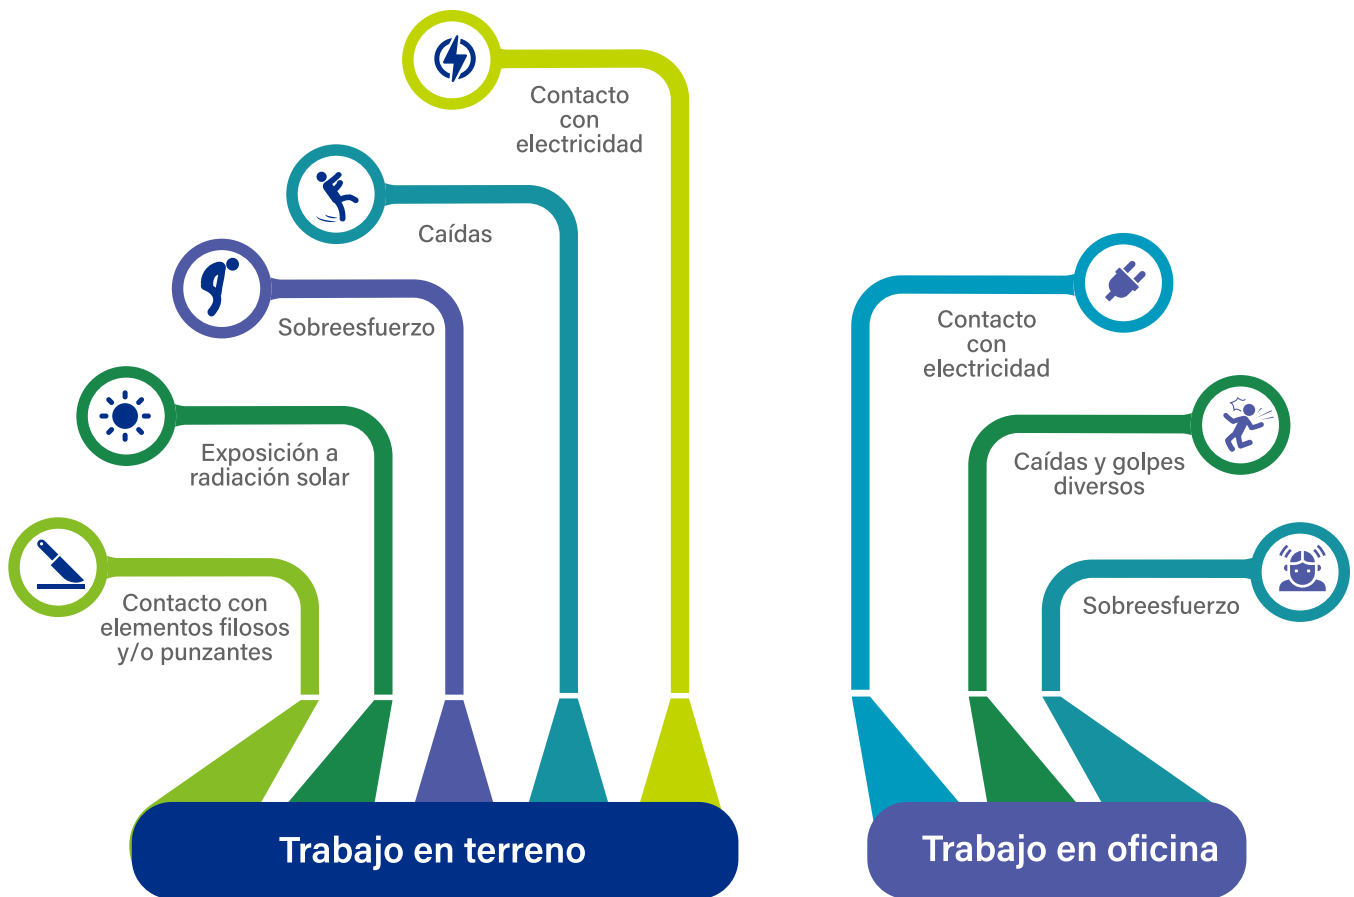 Contacto
con
electricidad
Caídas
Sobreesfuerzo
Exposición a
radiación solar
Contacto con
elementos filosos
y/o punzantes
Trabajo en terreno
Contacto
con
electricidad
Caídas y golpes
diversos
Sobreesfuerzo
Trabajo en oficina